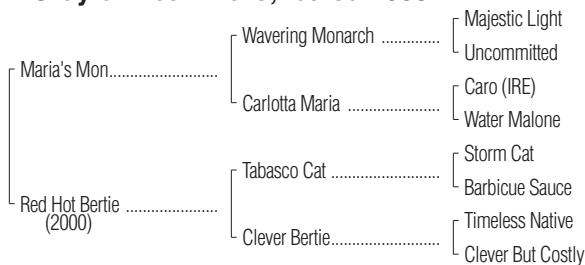 Majestic Light
Wavering Monarch ..............
Uncommitted
Maria's Mon..........................
Caro (IRE)
Carlotta Maria ......................
Water Malone
Storm Cat
Tabasco Cat ..........................
Barbicue Sauce
Red Hot Bertie ......................
(2000)
Timeless Native
Clever Bertie..........................
Clever But Costly